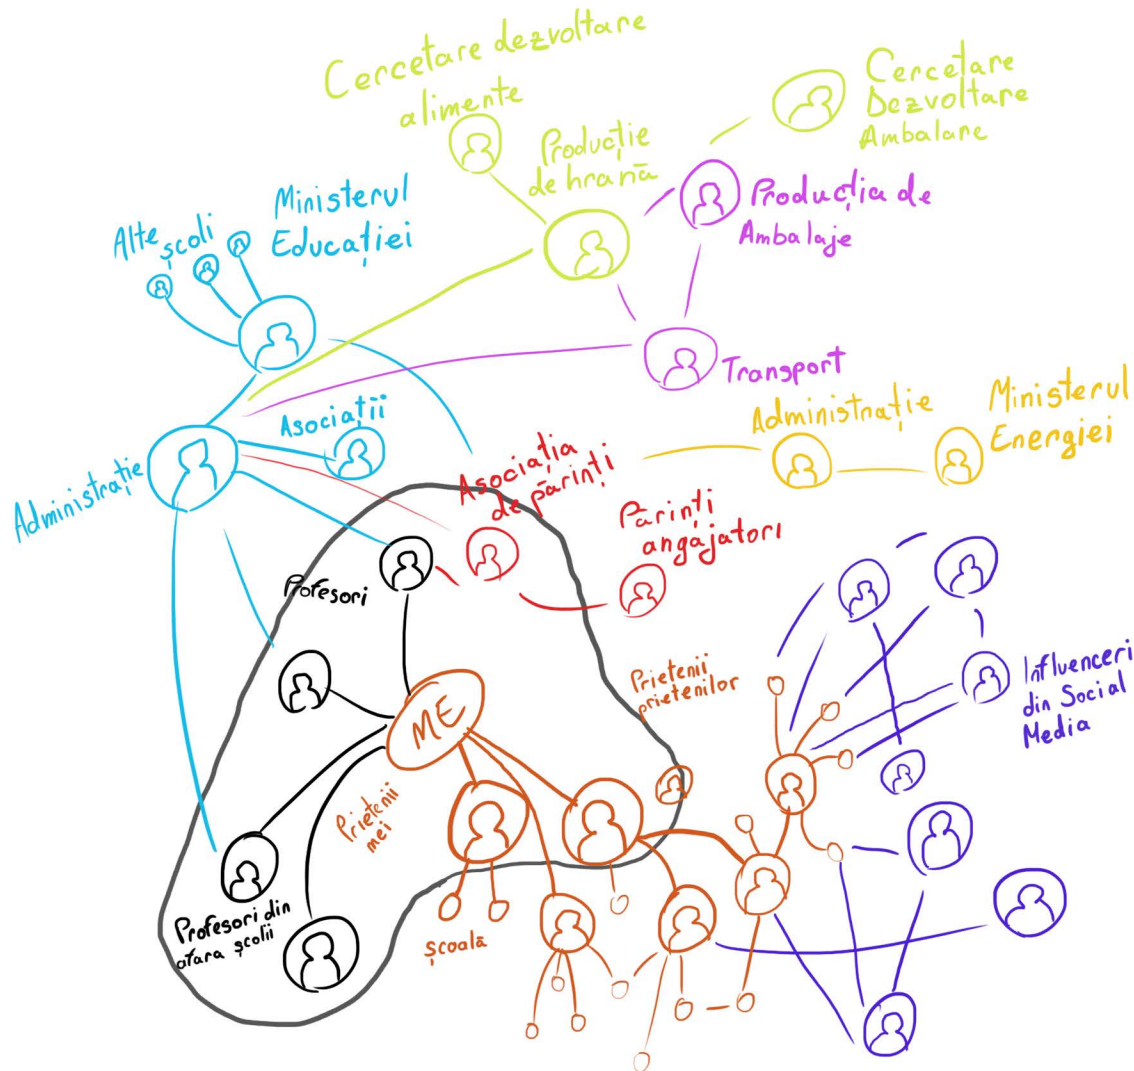 Cercetare dezvoltare
alimente
Cercetare
Dezvoltare
Ambalare
Producție
de hrană
Producția de
Ambalaje
Ministerul
Educației
Alte școli
Transport
Asociații
Administrație
Administrație
Ministerul
Energiei
Asociația
de părinți
Părinți
angajatori
Profesori
ME
Prietenii
prietenilor
Influenceri
din Social
Media
Prietenii
mei
Profesori din
afara școlii
școală